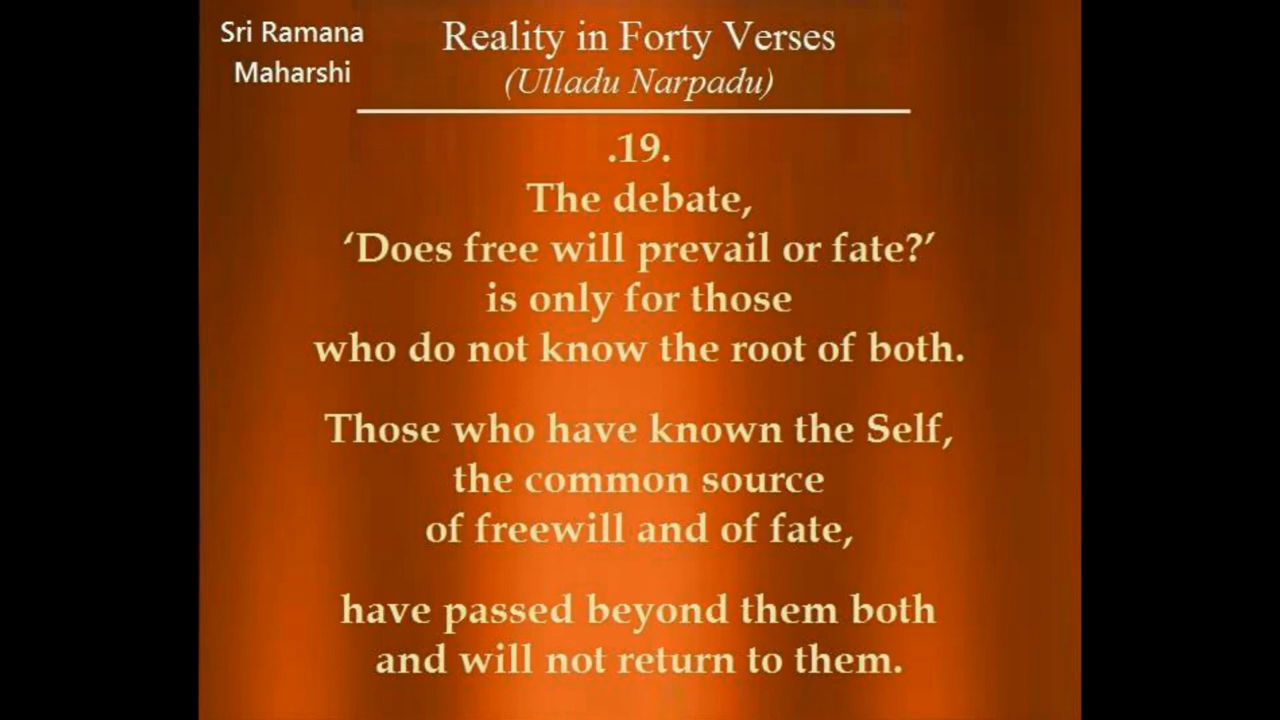 Sri Ramana
Maharshi
Reality in Forty Verses
(Ulladu Narpadu)
.19.
The debate,
‘Does free will prevail or fate?’
is only for those
who do not know the root of both.
Those who have known the Self,
the common source
of freewill and of fate,
have passed beyond them both
and will not return to them.